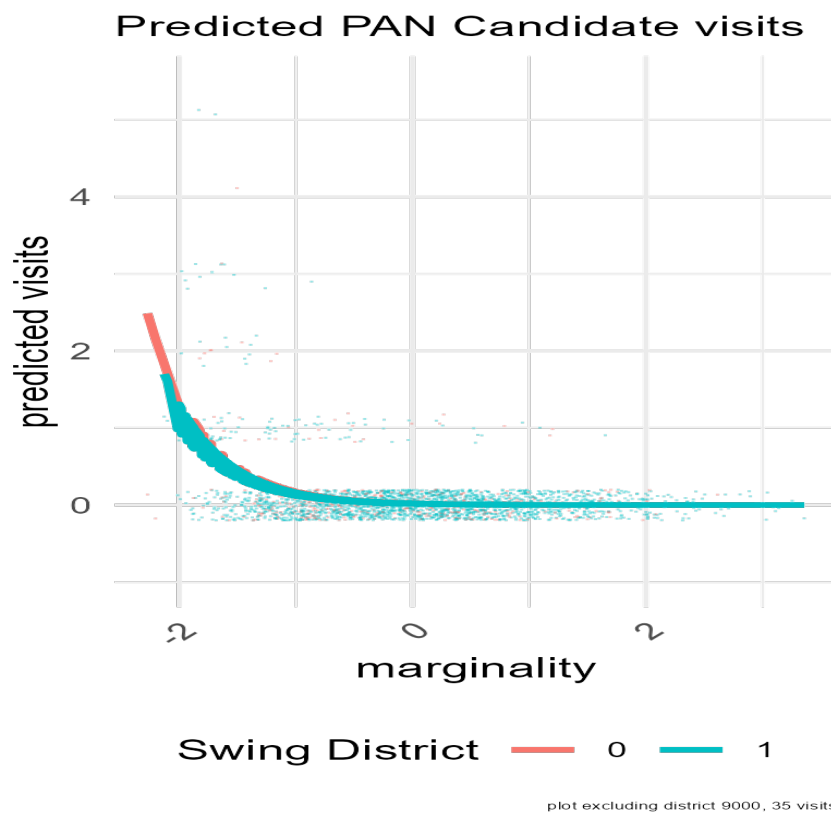 Predicted PAN Candidate visits
predicted visits
4
2
0
-2
0
2
marginality
Swing District 0 1
plot excluding district 9000, 35 visits